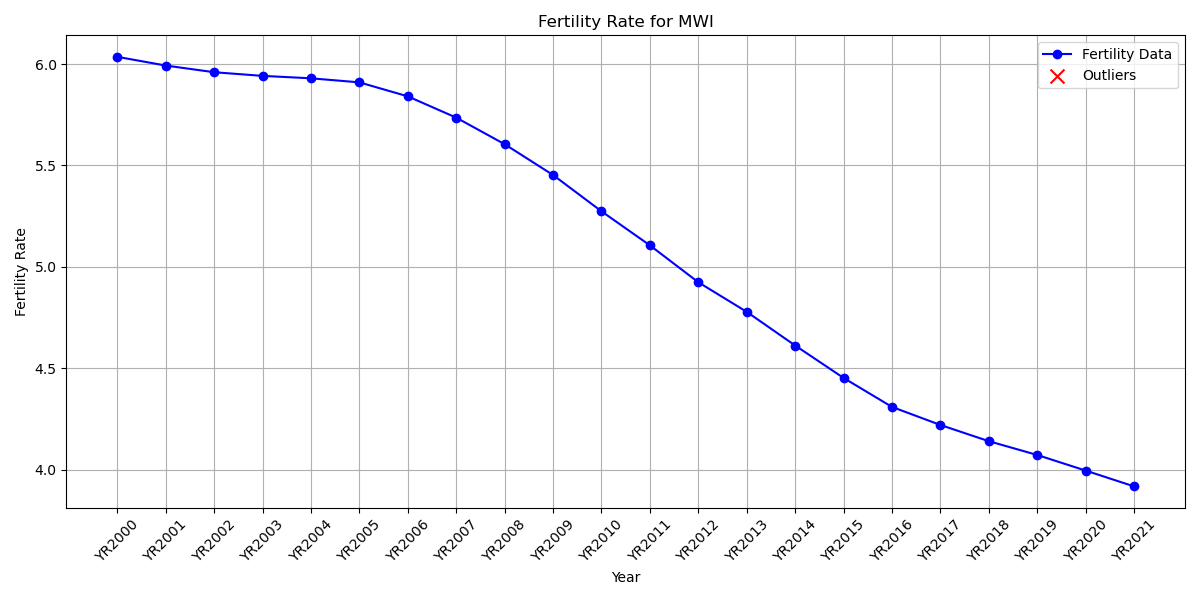 Fertility Rate for MWI
Fertility Data
Outliers
6.0
5.5
5.0
4.5
4.0
Fertility Rate
YR2000
YR2001
YR2002
YR2003
YR2004
YR2005
YR2006
YR2007
YR2008
YR2009
YR2010
YR2011
YR2012
YR2013
YR2014
YR2015
YR2016
YR2017
YR2018
YR2019
YR2020
YR2021
Year